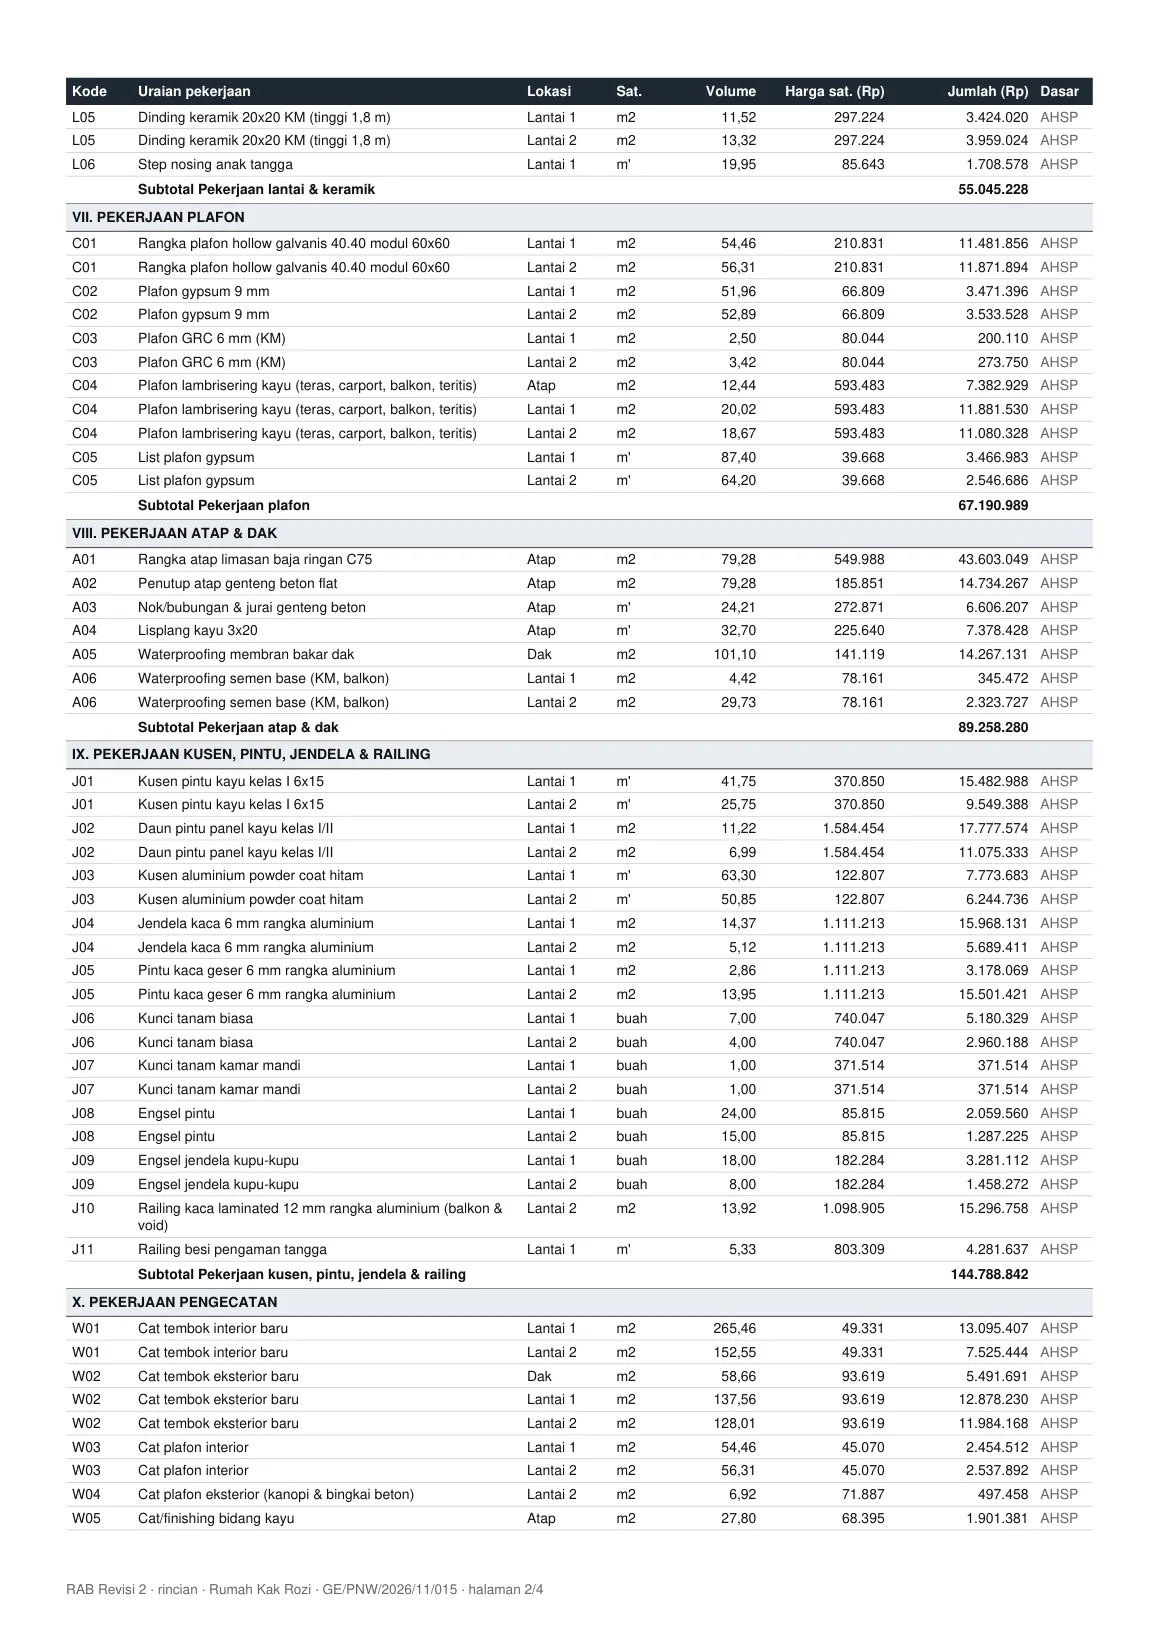 Kode Uraian pekerjaan Lokasi Sat. Volume Harga sat. (Rp) Jumlah (Rp) Dasar
L05 Dinding keramik 20x20 KM (tinggi 1,8 m) Lantai 1 m2 11,52 297.224 3.424.020 AHSP
L05 Dinding keramik 20x20 KM (tinggi 1,8 m) Lantai 2 m2 13,32 297.224 3.959.024 AHSP
L06 Step nosing anak tangga Lantai 1 m' 19,95 85.643 1.708.578 AHSP
Subtotal Pekerjaan lantai & keramik 55.045.228
VII. PEKERJAAN PLAFON
C01 Rangka plafon hollow galvanis 40.40 modul 60x60 Lantai 1 m2 54,46 210.831 11.481.856 AHSP
C01 Rangka plafon hollow galvanis 40.40 modul 60x60 Lantai 2 m2 56,31 210.831 11.871.894 AHSP
C02 Plafon gypsum 9 mm Lantai 1 m2 51,96 66.809 3.471.396 AHSP
C02 Plafon gypsum 9 mm Lantai 2 m2 52,89 66.809 3.533.528 AHSP
C03 Plafon GRC 6 mm (KM) Lantai 1 m2 2,50 80.044 200.110 AHSP
C03 Plafon GRC 6 mm (KM) Lantai 2 m2 3,42 80.044 273.750 AHSP
C04 Plafon lambrisering kayu (teras, carport, balkon, teritis) Atap m2 12,44 593.483 7.382.929 AHSP
C04 Plafon lambrisering kayu (teras, carport, balkon, teritis) Lantai 1 m2 20,02 593.483 11.881.530 AHSP
C04 Plafon lambrisering kayu (teras, carport, balkon, teritis) Lantai 2 m2 18,67 593.483 11.080.328 AHSP
C05 List plafon gypsum Lantai 1 m' 87,40 39.668 3.466.983 AHSP
C05 List plafon gypsum Lantai 2 m' 64,20 39.668 2.546.686 AHSP
Subtotal Pekerjaan plafon 67.190.989
VIII. PEKERJAAN ATAP & DAK
A01 Rangka atap limasan baja ringan C75 Atap m2 79,28 549.988 43.603.049 AHSP
A02 Penutup atap genteng beton flat Atap m2 79,28 185.851 14.734.267 AHSP
A03 Nok/bubungan & jurai genteng beton Atap m' 24,21 272.871 6.606.207 AHSP
A04 Lisplang kayu 3x20 Atap m' 32,70 225.640 7.378.428 AHSP
A05 Waterproofing membran bakar dak Dak m2 101,10 141.119 14.267.131 AHSP
A06 Waterproofing semen base (KM, balkon) Lantai 1 m2 4,42 78.161 345.472 AHSP
A06 Waterproofing semen base (KM, balkon) Lantai 2 m2 29,73 78.161 2.323.727 AHSP
Subtotal Pekerjaan atap & dak 89.258.280
IX. PEKERJAAN KUSEN, PINTU, JENDELA & RAILING
J01 Kusen pintu kayu kelas I 6x15 Lantai 1 m' 41,75 370.850 15.482.988 AHSP
J01 Kusen pintu kayu kelas I 6x15 Lantai 2 m' 25,75 370.850 9.549.388 AHSP
J02 Daun pintu panel kayu kelas I/II Lantai 1 m2 11,22 1.584.454 17.777.574 AHSP
J02 Daun pintu panel kayu kelas I/II Lantai 2 m2 6,99 1.584.454 11.075.333 AHSP
J03 Kusen aluminium powder coat hitam Lantai 1 m' 63,30 122.807 7.773.683 AHSP
J03 Kusen aluminium powder coat hitam Lantai 2 m' 50,85 122.807 6.244.736 AHSP
J04 Jendela kaca 6 mm rangka aluminium Lantai 1 m2 14,37 1.111.213 15.968.131 AHSP
J04 Jendela kaca 6 mm rangka aluminium Lantai 2 m2 5,12 1.111.213 5.689.411 AHSP
J05 Pintu kaca geser 6 mm rangka aluminium Lantai 1 m2 2,86 1.111.213 3.178.069 AHSP
J05 Pintu kaca geser 6 mm rangka aluminium Lantai 2 m2 13,95 1.111.213 15.501.421 AHSP
J06 Kunci tanam biasa Lantai 1 buah 7,00 740.047 5.180.329 AHSP
J06 Kunci tanam biasa Lantai 2 buah 4,00 740.047 2.960.188 AHSP
J07 Kunci tanam kamar mandi Lantai 1 buah 1,00 371.514 371.514 AHSP
J07 Kunci tanam kamar mandi Lantai 2 buah 1,00 371.514 371.514 AHSP
J08 Engsel pintu Lantai 1 buah 24,00 85.815 2.059.560 AHSP
J08 Engsel pintu Lantai 2 buah 15,00 85.815 1.287.225 AHSP
J09 Engsel jendela kupu-kupu Lantai 1 buah 18,00 182.284 3.281.112 AHSP
J09 Engsel jendela kupu-kupu Lantai 2 buah 8,00 182.284 1.458.272 AHSP
J10 Railing kaca laminated 12 mm rangka aluminium (balkon & Lantai 2 m2 13,92 1.098.905 15.296.758 AHSP
void)
J11 Railing besi pengaman tangga Lantai 1 m' 5,33 803.309 4.281.637 AHSP
Subtotal Pekerjaan kusen, pintu, jendela & railing 144.788.842
X. PEKERJAAN PENGECATAN
W01 Cat tembok interior baru Lantai 1 m2 265,46 49.331 13.095.407 AHSP
W01 Cat tembok interior baru Lantai 2 m2 152,55 49.331 7.525.444 AHSP
W02 Cat tembok eksterior baru Dak m2 58,66 93.619 5.491.691 AHSP
W02 Cat tembok eksterior baru Lantai 1 m2 137,56 93.619 12.878.230 AHSP
W02 Cat tembok eksterior baru Lantai 2 m2 128,01 93.619 11.984.168 AHSP
W03 Cat plafon interior Lantai 1 m2 54,46 45.070 2.454.512 AHSP
W03 Cat plafon interior Lantai 2 m2 56,31 45.070 2.537.892 AHSP
W04 Cat plafon eksterior (kanopi & bingkai beton) Lantai 2 m2 6,92 71.887 497.458 AHSP
W05 Cat/finishing bidang kayu Atap m2 27,80 68.395 1.901.381 AHSP
RAB Revisi 2 · rincian · Rumah Kak Rozi · GE/PNW/2026/11/015 · halaman 2/4